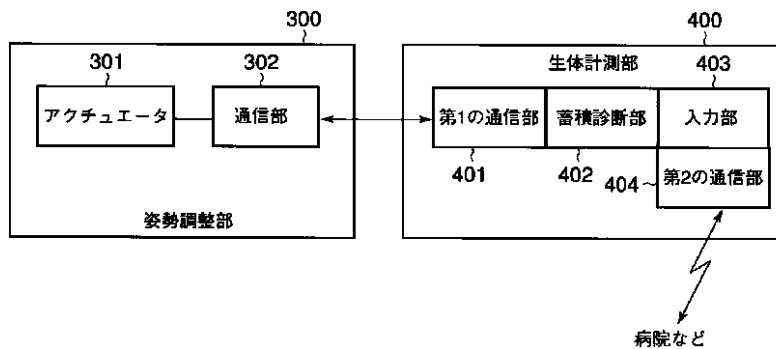 300
301
302
アクチュエータ
通信部
姿勢調整部
400
生体計測部
403
第1の通信部
蓄積診断部
入力部
401
402
404
第2の通信部
病院など